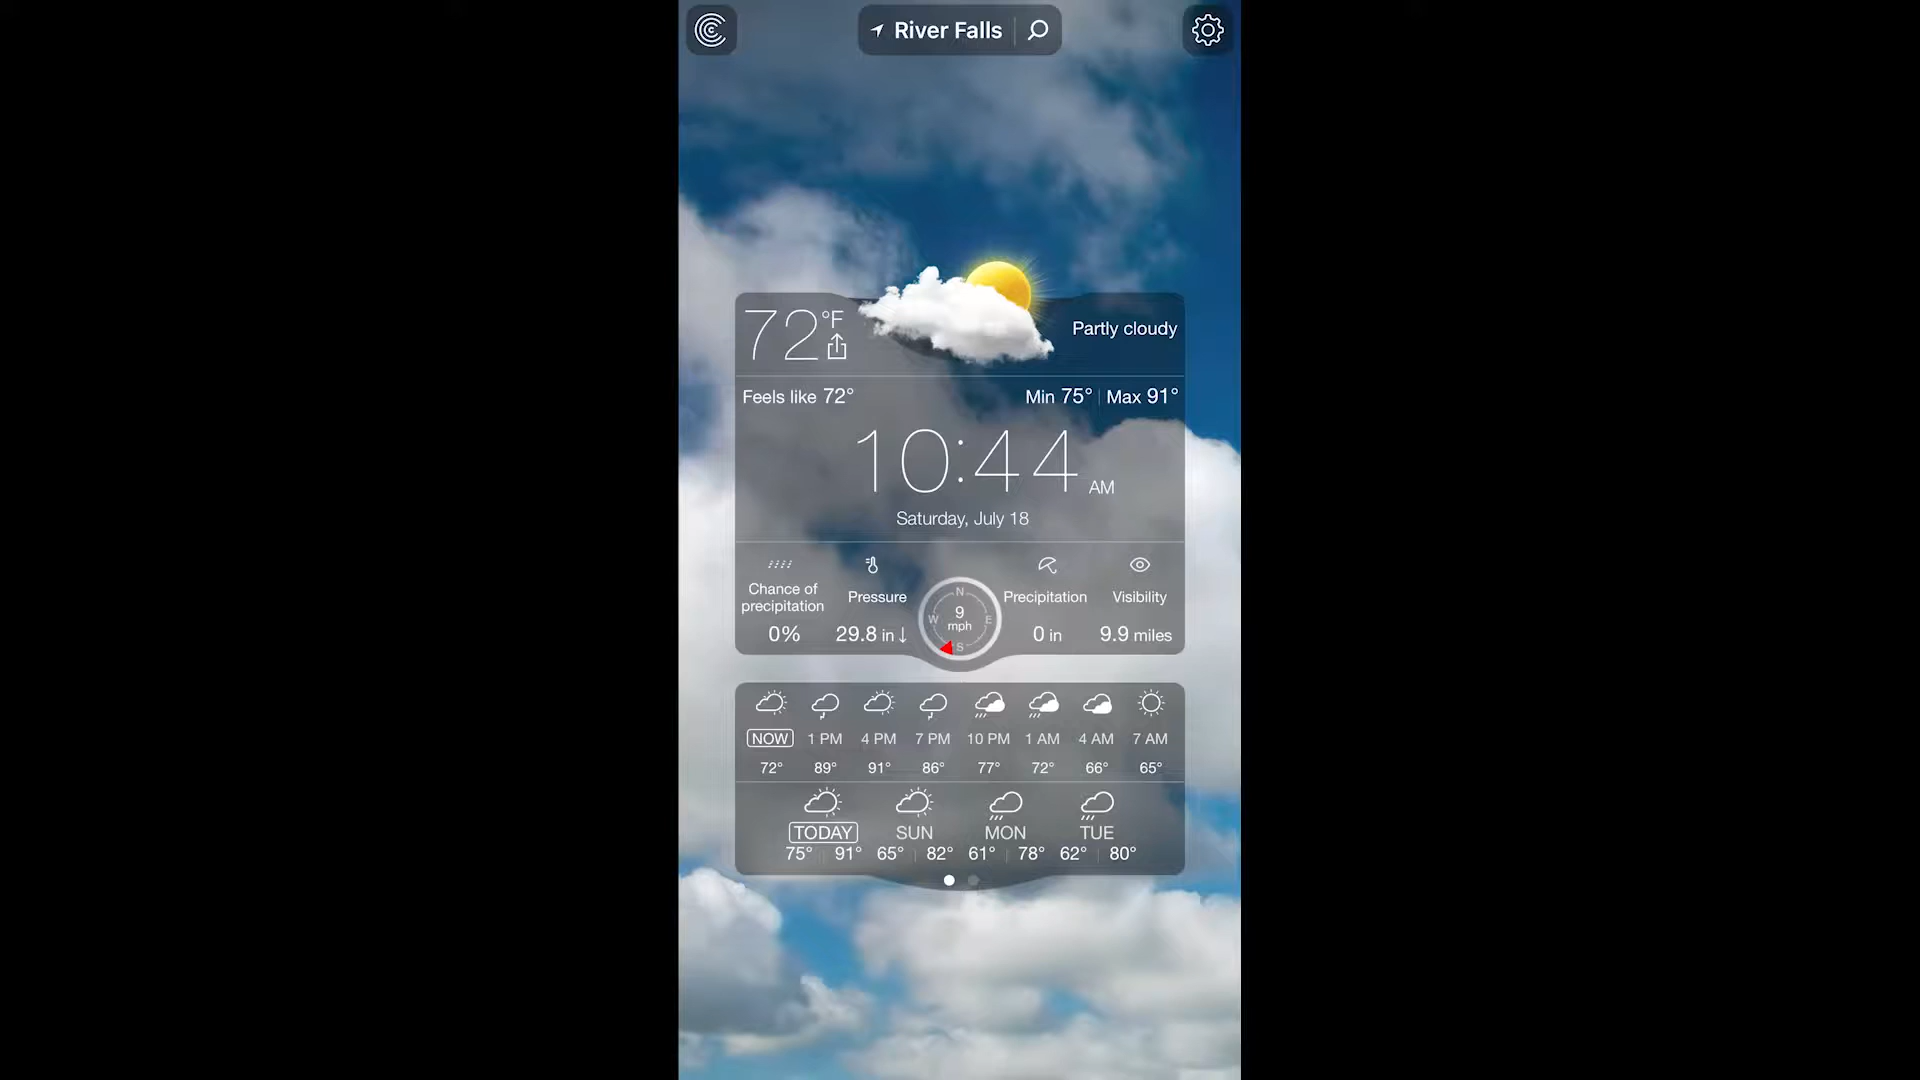 River Falls
72°F
Partly cloudy
Feels like 72°
Min 75° | Max 91°
10:44 AM
Saturday, July 18
Chance of
precipitation
0%
Pressure
29.8 in ↓
N
W
E
S
9
mph
Precipitation
0 in
Visibility
9.9 miles
NOW 1 PM 4 PM 7 PM 10 PM 1 AM 4 AM 7 AM
72° 89° 91° 86° 77° 72° 66° 65°
TODAY SUN MON TUE
75° | 91° 65° | 82° 61° | 78° 62° | 80°